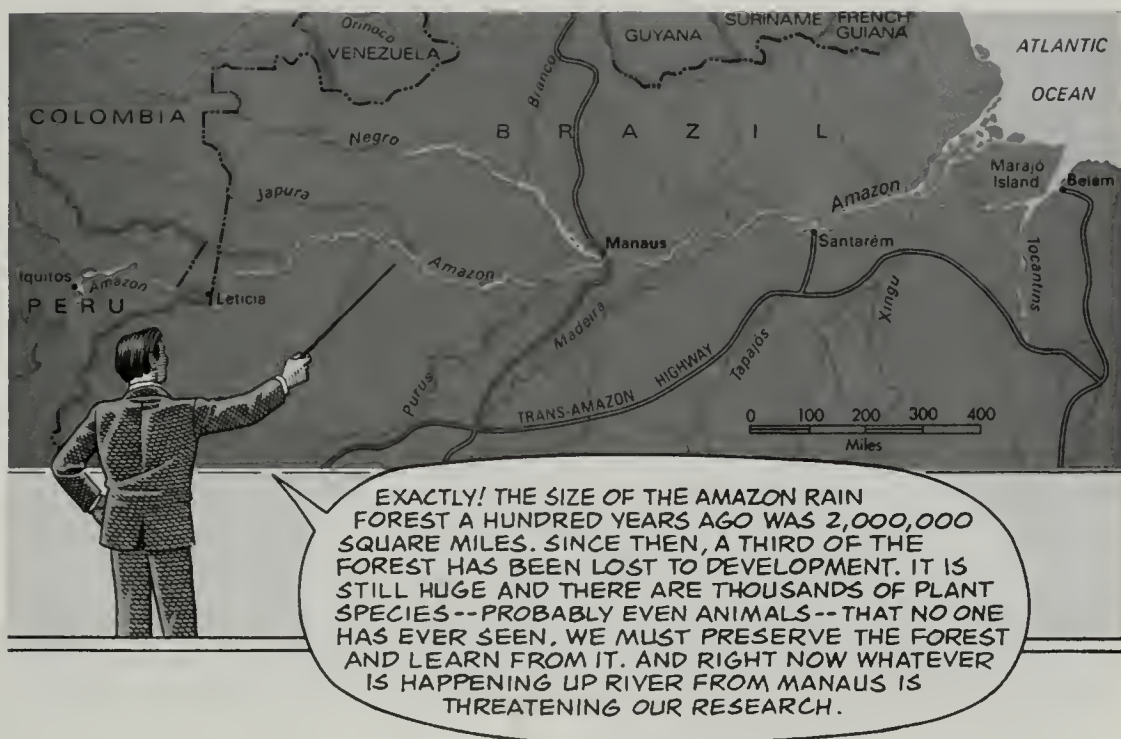 Orinoco
VENEZUELA
GUYANA
SURINAME
FRENCH
GUIANA
ATLANTIC
OCEAN
COLOMBIA
Branco
Negro
BRAZIL
Japura
Marajó
Island
Belém
Amazon
Manaus
Santarém
Iquitos
Amazon
Amazon
PERU
Leticia
Madeira
Tocantins
Xingu
Tapajós
Purus
TRANS-AMAZON HIGHWAY
0 100 200 300 400
Miles
EXACTLY! THE SIZE OF THE AMAZON RAIN
FOREST A HUNDRED YEARS AGO WAS 2,000,000
SQUARE MILES. SINCE THEN, A THIRD OF THE
FOREST HAS BEEN LOST TO DEVELOPMENT. IT IS
STILL HUGE AND THERE ARE THOUSANDS OF PLANT
SPECIES--PROBABLY EVEN ANIMALS--THAT NO ONE
HAS EVER SEEN. WE MUST PRESERVE THE FOREST
AND LEARN FROM IT. AND RIGHT NOW WHATEVER
IS HAPPENING UP RIVER FROM MANAUS IS
THREATENING OUR RESEARCH.